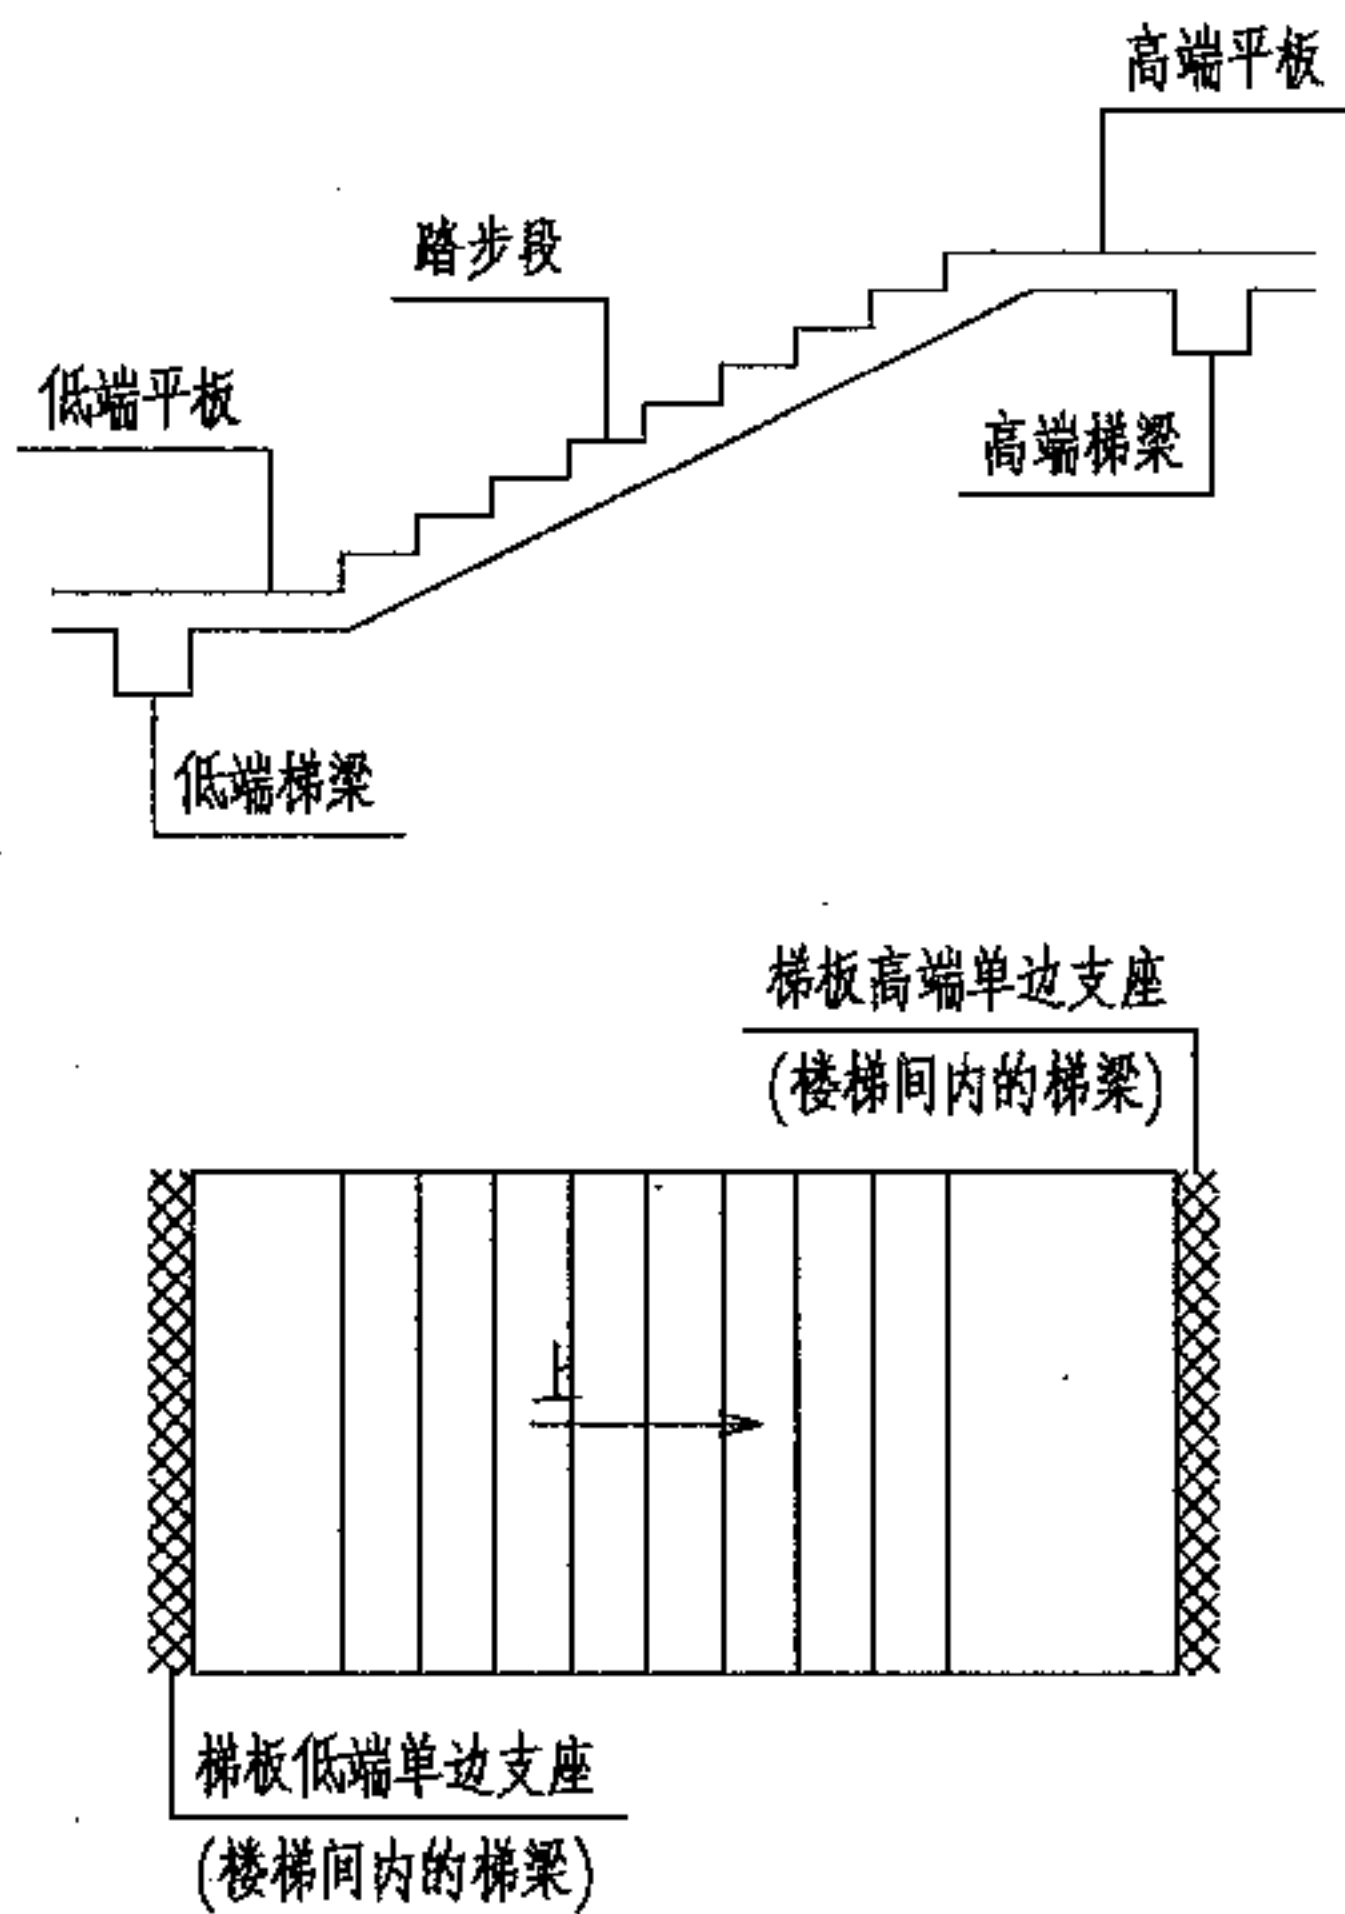 高端平板
踏步段
低端平板
高端梯梁
低端梯梁
梯板高端单边支座
(楼梯间内的梯梁)
上
梯板低端单边支座
(楼梯间内的梯梁)